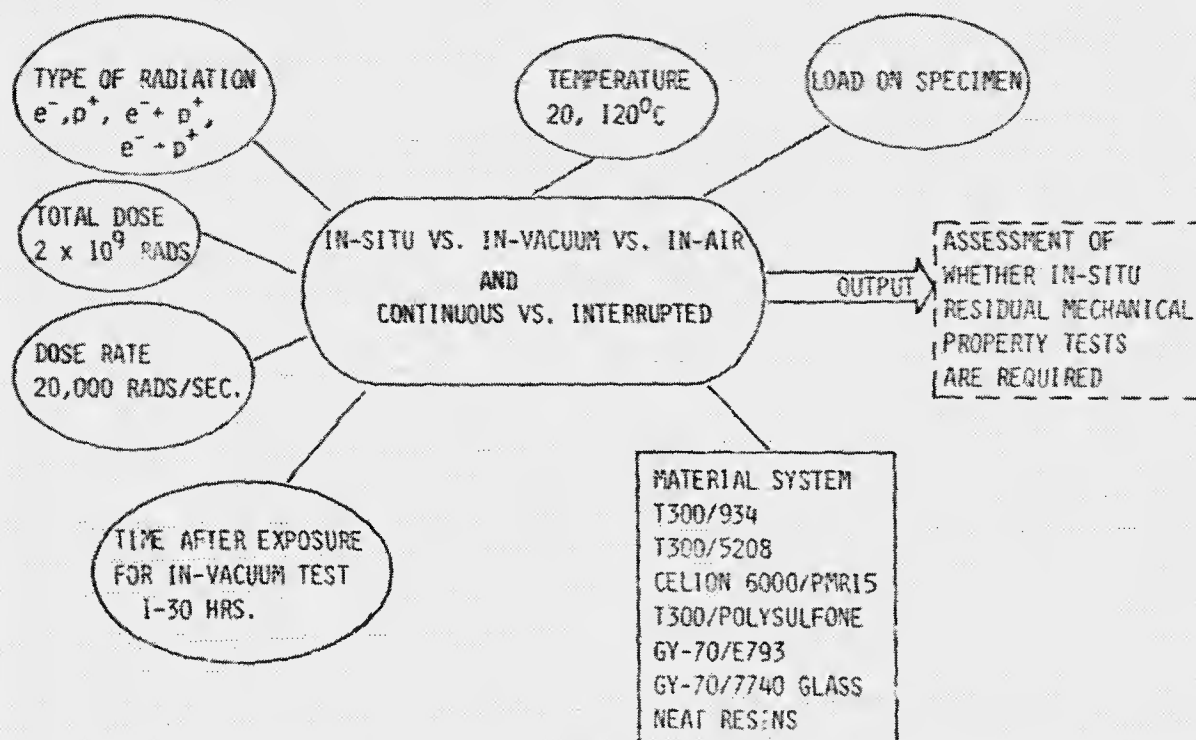 TYPE OF RADIATION
e⁻,p⁺, e⁻+ p⁺,
e⁻→p⁺
TEMPERATURE
20, 120⁰C
LOAD ON SPECIMEN
TOTAL DOSE
2 x 10⁹ RADS
IN-SITU VS. IN-VACUUM VS. IN-AIR
AND
CONTINUOUS VS. INTERRUPTED
OUTPUT
ASSESSMENT OF
WHETHER IN-SITU
RESIDUAL MECHANICAL
PROPERTY TESTS
ARE REQUIRED
DOSE RATE
20,000 RADS/SEC.
TIME AFTER EXPOSURE
FOR IN-VACUUM TEST
1-30 HRS.
MATERIAL SYSTEM
T300/934
T300/5208
CELION 6000/PMR15
T300/POLYSULFONE
GY-70/E793
GY-70/7740 GLASS
NEAT RESINS